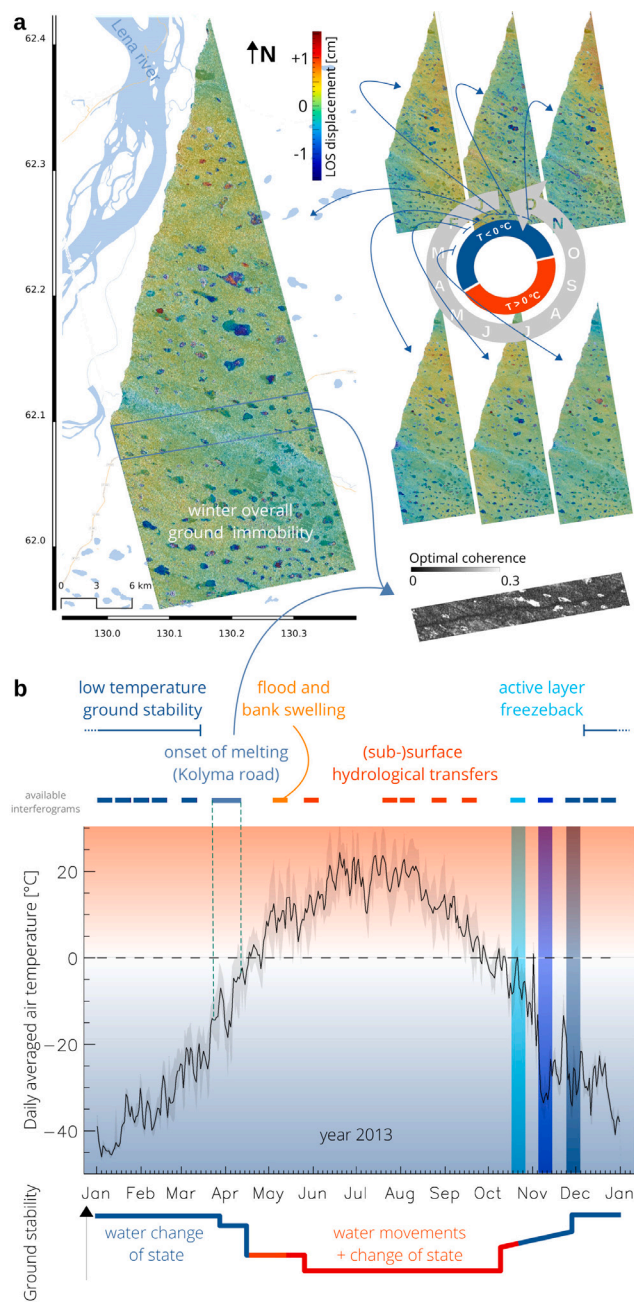 a
62.4
62.3
62.2
62.1
62.0
Lena river
↑N
+1
0
-1
LOS displacement [cm]
winter overall
ground immobility
0 3 6 km
130.0 130.1 130.2 130.3
T < 0 °C
T > 0 °C
D
N
O
S
A
J
J
M
A
M
Optimal coherence
0 0.3
b
low temperature
ground stability
flood and
bank swelling
active layer
freezeback
onset of melting
(Kolyma road)
(sub-)surface
hydrological transfers
available
interferograms
Daily averaged air temperature [°C]
20
0
−20
−40
year 2013
Jan Feb Mar Apr May Jun Jul Aug Sep Oct Nov Dec Jan
Ground stability
water change
of state
water movements
+ change of state